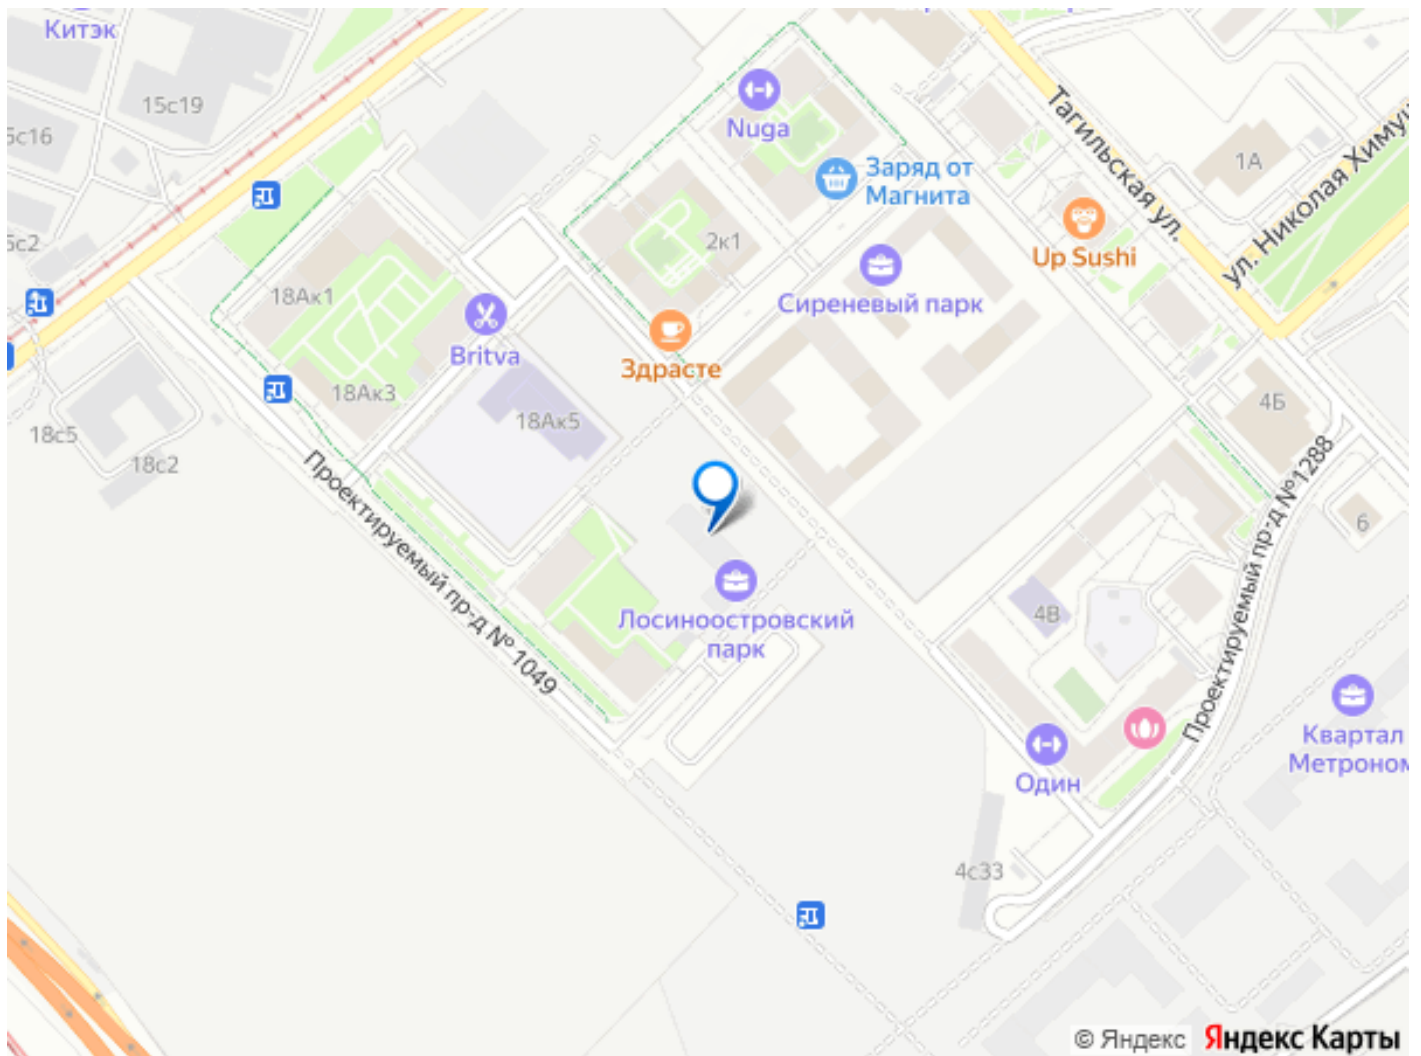 Китэк
15с19
5с16
5с2
Nuga
Заряд от
Магнита
Тагильская ул.
1А
ул. Николая Химу
Up Sushi
2к1
Сиреневый парк
18Ак1
Britva
Здрасте
18Ак3
18Ак5
18с5
18с2
4Б
Проектируемый пр-д № 1049
Проектируемый пр-д №1288
6
4В
Лосиноостровский
парк
Один
Квартал
Метроном
4с33
© Яндекс
Яндекс Карты